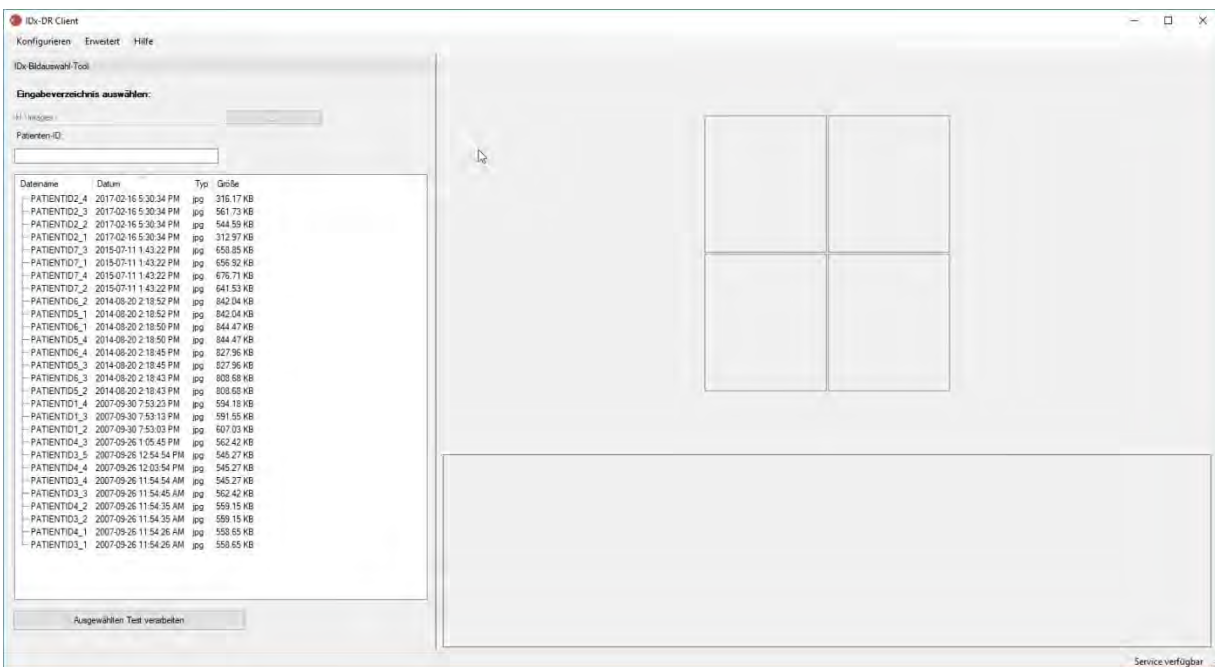 IDx-DR Client
Konfigurieren Erweitert Hilfe
IDx-Bildauswahl-Tool
Eingabeverzeichnis auswählen:
Patienten-ID:
Dateiname Datum Typ Größe
PATIENTID2_4 2017-02-16 5:30:34 PM jpg 316.17 KB
PATIENTID2_3 2017-02-16 5:30:34 PM jpg 561.73 KB
PATIENTID2_2 2017-02-16 5:30:34 PM jpg 544.59 KB
PATIENTID2_1 2017-02-16 5:30:34 PM jpg 312.97 KB
PATIENTID7_3 2015-07-11 1:43:22 PM jpg 658.85 KB
PATIENTID7_1 2015-07-11 1:43:22 PM jpg 656.92 KB
PATIENTID7_4 2015-07-11 1:43:22 PM jpg 676.71 KB
PATIENTID7_2 2015-07-11 1:43:22 PM jpg 641.53 KB
PATIENTID6_2 2014-08-20 2:18:52 PM jpg 842.04 KB
PATIENTID5_1 2014-08-20 2:18:52 PM jpg 842.04 KB
PATIENTID6_1 2014-08-20 2:18:50 PM jpg 844.47 KB
PATIENTID5_4 2014-08-20 2:18:50 PM jpg 844.47 KB
PATIENTID6_4 2014-08-20 2:18:45 PM jpg 827.96 KB
PATIENTID5_3 2014-08-20 2:18:45 PM jpg 827.96 KB
PATIENTID6_3 2014-08-20 2:18:43 PM jpg 808.68 KB
PATIENTID5_2 2014-08-20 2:18:43 PM jpg 808.68 KB
PATIENTID1_4 2007-09-30 7:53:23 PM jpg 594.18 KB
PATIENTID1_3 2007-09-30 7:53:13 PM jpg 591.55 KB
PATIENTID1_2 2007-09-30 7:53:03 PM jpg 607.03 KB
PATIENTID4_3 2007-09-26 1:05:45 PM jpg 562.42 KB
PATIENTID3_5 2007-09-26 12:54:54 PM jpg 545.27 KB
PATIENTID4_4 2007-09-26 12:03:54 PM jpg 545.27 KB
PATIENTID3_4 2007-09-26 11:54:54 AM jpg 545.27 KB
PATIENTID3_3 2007-09-26 11:54:45 AM jpg 562.42 KB
PATIENTID4_2 2007-09-26 11:54:35 AM jpg 559.15 KB
PATIENTID3_2 2007-09-26 11:54:35 AM jpg 559.15 KB
PATIENTID4_1 2007-09-26 11:54:26 AM jpg 558.65 KB
PATIENTID3_1 2007-09-26 11:54:26 AM jpg 558.65 KB
Ausgewählten Test verarbeiten
Service verfügbar